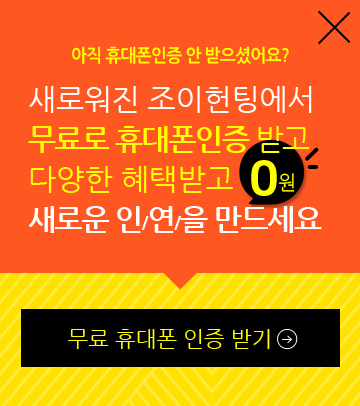 아직 휴대폰인증 안 받으셨어요?
새로워진 조이헌팅에서
무료로 휴대폰인증 받고
다양한 혜택받고
0원
새로운 인/연/을 만드세요
무료 휴대폰 인증 받기